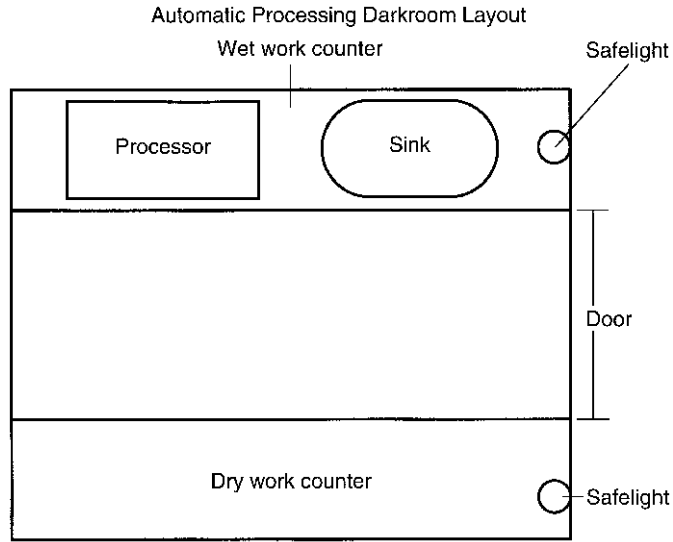 Automatic Processing Darkroom Layout
Wet work counter
Safelight
Processor
Sink
Door
Dry work counter
Safelight